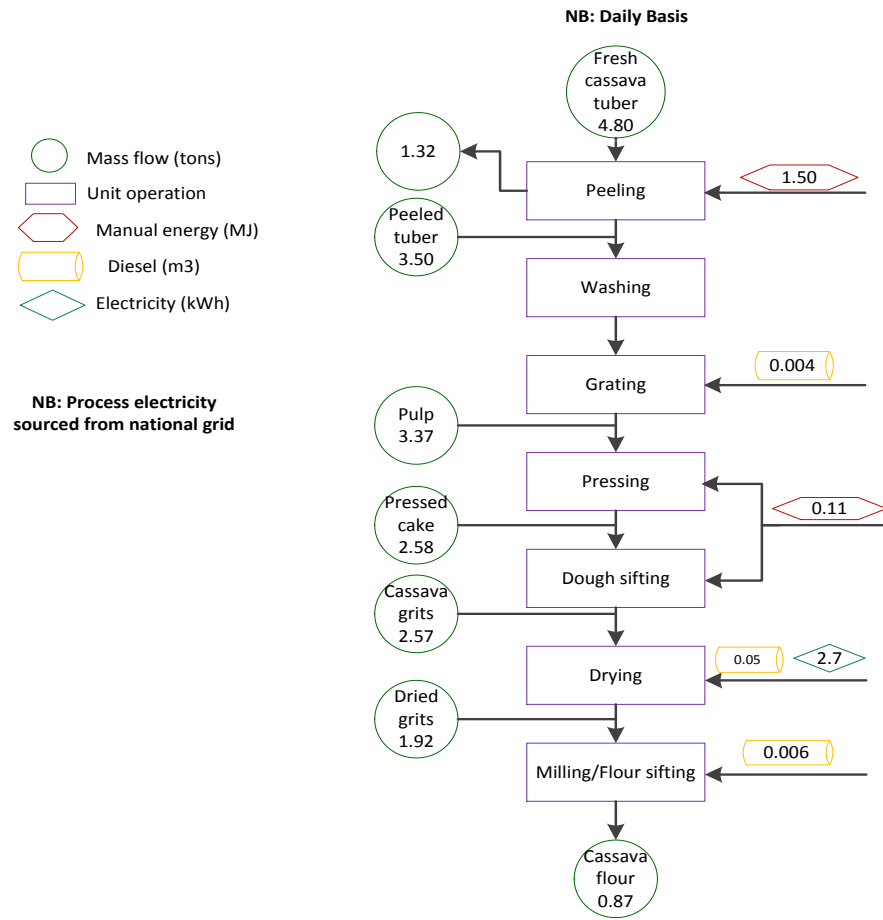 NB: Daily Basis
Fresh
cassava
tuber
4.80
1.32
Mass flow (tons)
Unit operation
Peeling
1.50
Manual energy (MJ)
Peeled
tuber
3.50
Diesel (m3)
Washing
Electricity (kWh)
Grating
0.004
NB: Process electricity
sourced from national grid
Pulp
3.37
Pressing
Pressed
cake
2.58
0.11
Dough sifting
Cassava
grits
2.57
Drying
0.05
2.7
Dried
grits
1.92
Milling/Flour sifting
0.006
Cassava
flour
0.87